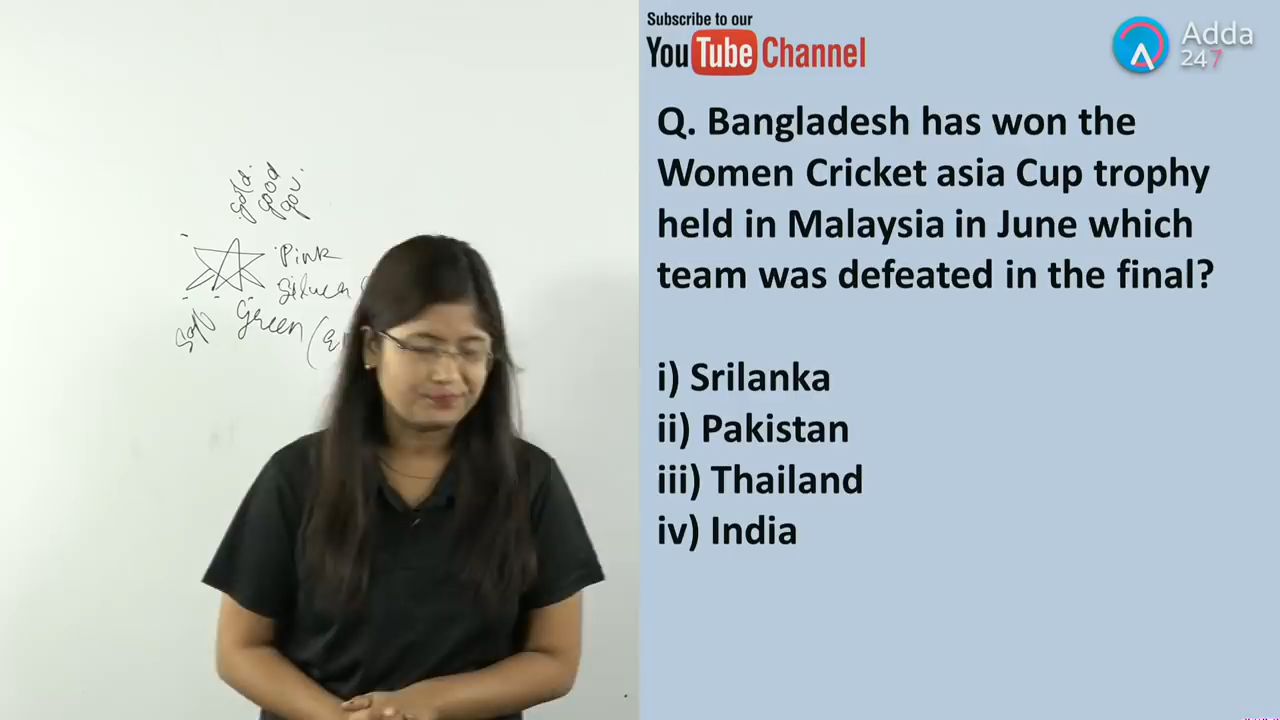 Subscribe to our
YouTube Channel
Adda
247
Q. Bangladesh has won the
Women Cricket asia Cup trophy
held in Malaysia in June which
team was defeated in the final?
i) Srilanka
ii) Pakistan
iii) Thailand
iv) India
gold.
good
gov.
Pink
Silver
Green (